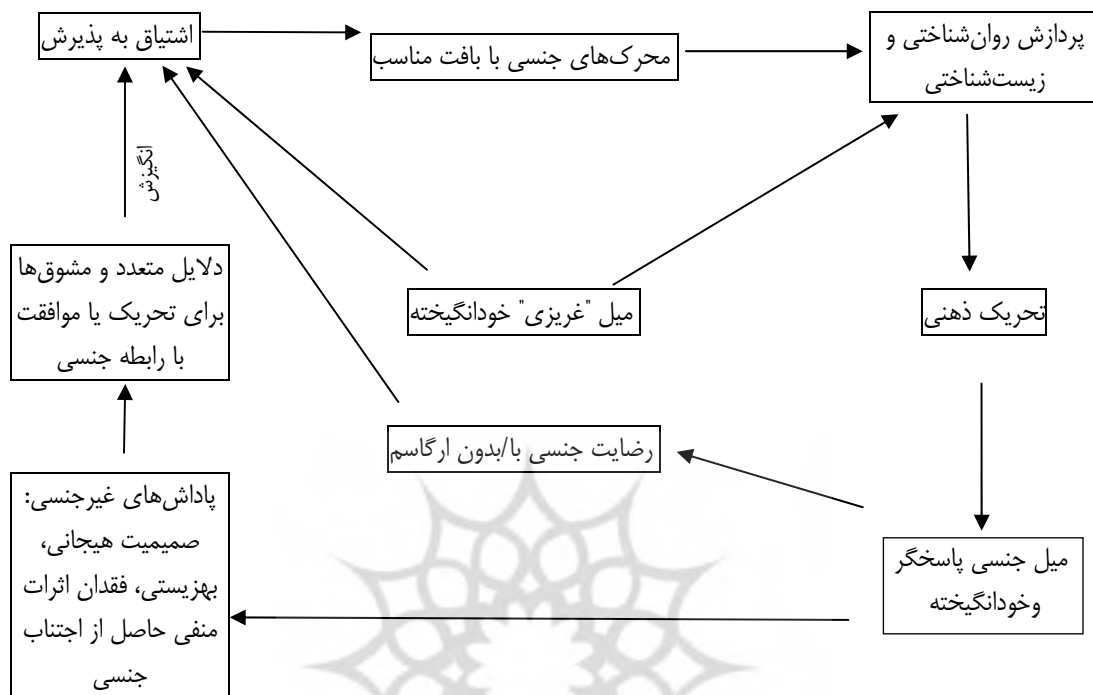 اشتیاق به پذیرش
محرک‌های جنسی با بافت مناسب
پردازش روان‌شناختی و
زیست‌شناختی
انگیزش
دلایل متعدد و مشوق‌ها
برای تحریک یا موافقت
با رابطه جنسی
میل "غریزی" خودانگیخته
تحریک ذهنی
رضایت جنسی با/بدون ارگاسم
پاداش‌های غیرجنسی:
صمیمیت هیجانی،
بهزیستی، فقدان اثرات
منفی حاصل از اجتناب
جنسی
میل جنسی پاسخگر
وخودانگیخته